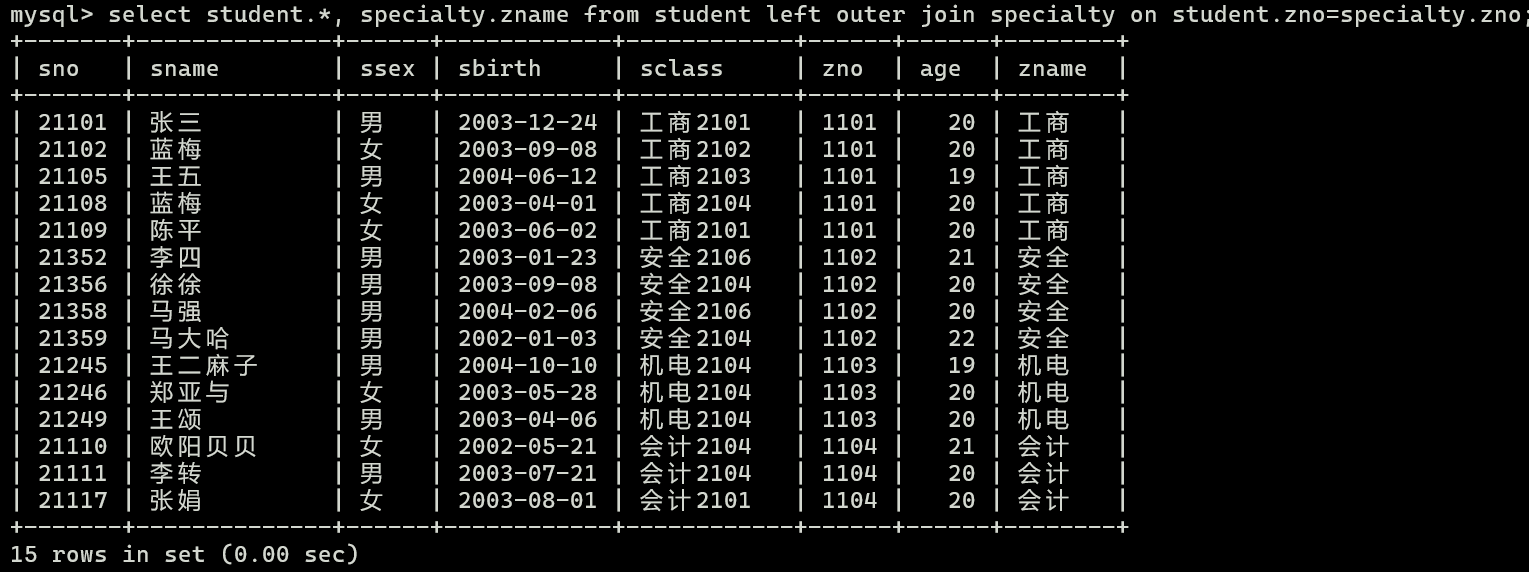 mysql> select student.*, specialty.zname from student left outer join specialty on student.zno=specialty.zno;
+-------+--------------+------+------------+------------+------+------+-------+
| sno | sname | ssex | sbirth | sclass | zno | age | zname |
+-------+--------------+------+------------+------------+------+------+-------+
| 21101 | 张三 | 男 | 2003-12-24 | 工商2101 | 1101 | 20 | 工商 |
| 21102 | 蓝梅 | 女 | 2003-09-08 | 工商2102 | 1101 | 20 | 工商 |
| 21105 | 王五 | 男 | 2004-06-12 | 工商2103 | 1101 | 19 | 工商 |
| 21108 | 蓝梅 | 女 | 2003-04-01 | 工商2104 | 1101 | 20 | 工商 |
| 21109 | 陈平 | 女 | 2003-06-02 | 工商2101 | 1101 | 20 | 工商 |
| 21352 | 李四 | 男 | 2003-01-23 | 安全2106 | 1102 | 21 | 安全 |
| 21356 | 徐徐 | 男 | 2003-09-08 | 安全2104 | 1102 | 20 | 安全 |
| 21358 | 马强 | 男 | 2004-02-06 | 安全2106 | 1102 | 20 | 安全 |
| 21359 | 马大哈 | 男 | 2002-01-03 | 安全2104 | 1102 | 22 | 安全 |
| 21245 | 王二麻子 | 男 | 2004-10-10 | 机电2104 | 1103 | 19 | 机电 |
| 21246 | 郑亚与 | 女 | 2003-05-28 | 机电2104 | 1103 | 20 | 机电 |
| 21249 | 王颂 | 男 | 2003-04-06 | 机电2104 | 1103 | 20 | 机电 |
| 21110 | 欧阳贝贝 | 女 | 2002-05-21 | 会计2104 | 1104 | 21 | 会计 |
| 21111 | 李转 | 男 | 2003-07-21 | 会计2104 | 1104 | 20 | 会计 |
| 21117 | 张娟 | 女 | 2003-08-01 | 会计2101 | 1104 | 20 | 会计 |
+-------+--------------+------+------------+------------+------+------+-------+
15 rows in set (0.00 sec)